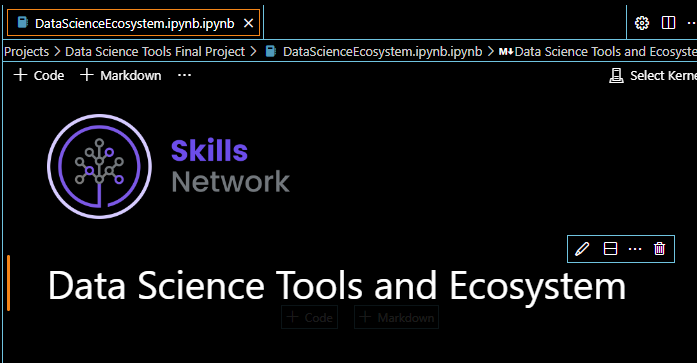 DataScienceEcosystem.ipynb.ipynb
Projects > Data Science Tools Final Project > DataScienceEcosystem.ipynb.ipynb > M↓Data Science Tools and Ecosyste
+ Code + Markdown ··· Select Kerne
Skills
Network
Data Science Tools and Ecosystem
+ Code + Markdown